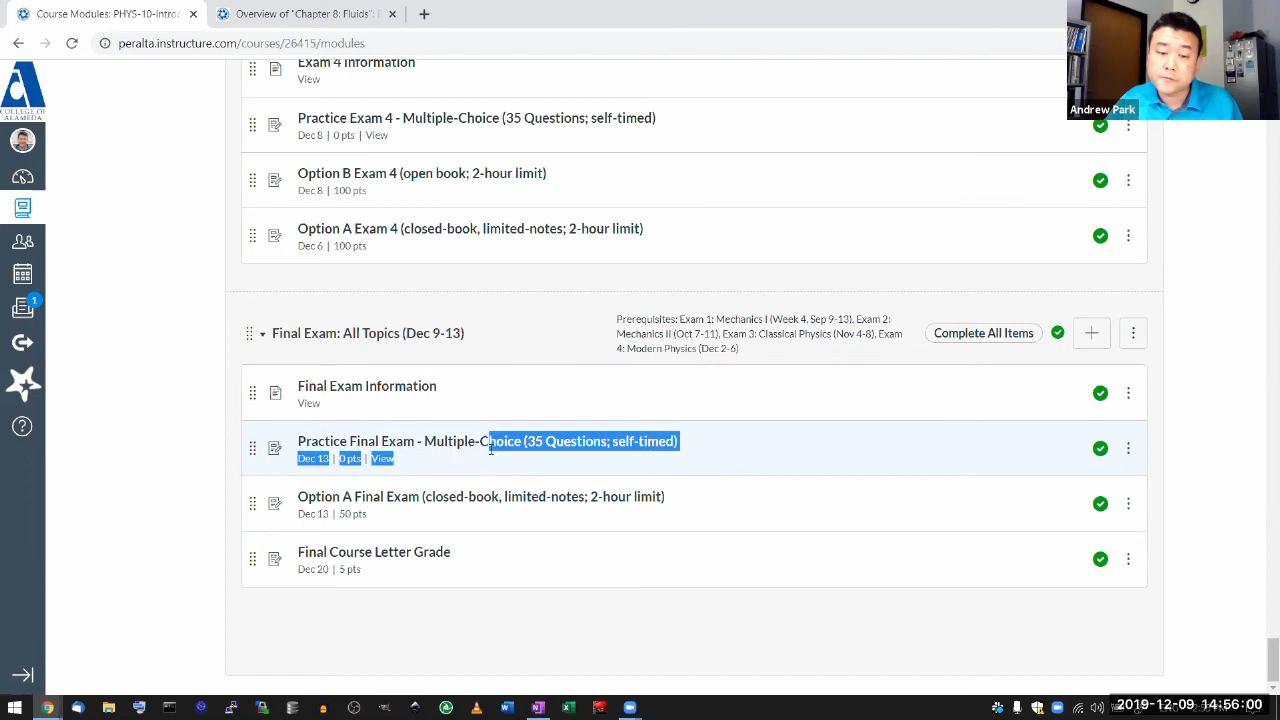 Course Modules: PHYS-10-Intro
Overview of "Chapter 8: Fluids":
peralta.instructure.com/courses/26415/modules
Andrew Park
COLLEGE OF
ALAMEDA
1
Exam 4 Information
View
Practice Exam 4 - Multiple-Choice (35 Questions; self-timed)
Dec 8 | 0 pts | View
Option B Exam 4 (open book; 2-hour limit)
Dec 8 | 100 pts
Option A Exam 4 (closed-book, limited-notes; 2-hour limit)
Dec 6 | 100 pts
Final Exam: All Topics (Dec 9-13)
Prerequisites: Exam 1: Mechanics I (Week 4, Sep 9-13), Exam 2:
Mechanics II (Oct 7-11), Exam 3: Classical Physics (Nov 4-8), Exam
4: Modern Physics (Dec 2-6)
Complete All Items
Final Exam Information
View
Practice Final Exam - Multiple-Choice (35 Questions; self-timed)
Dec 13 | 0 pts | View
Option A Final Exam (closed-book, limited-notes; 2-hour limit)
Dec 13 | 50 pts
Final Course Letter Grade
Dec 20 | 5 pts
2019-12-09 14:56:00